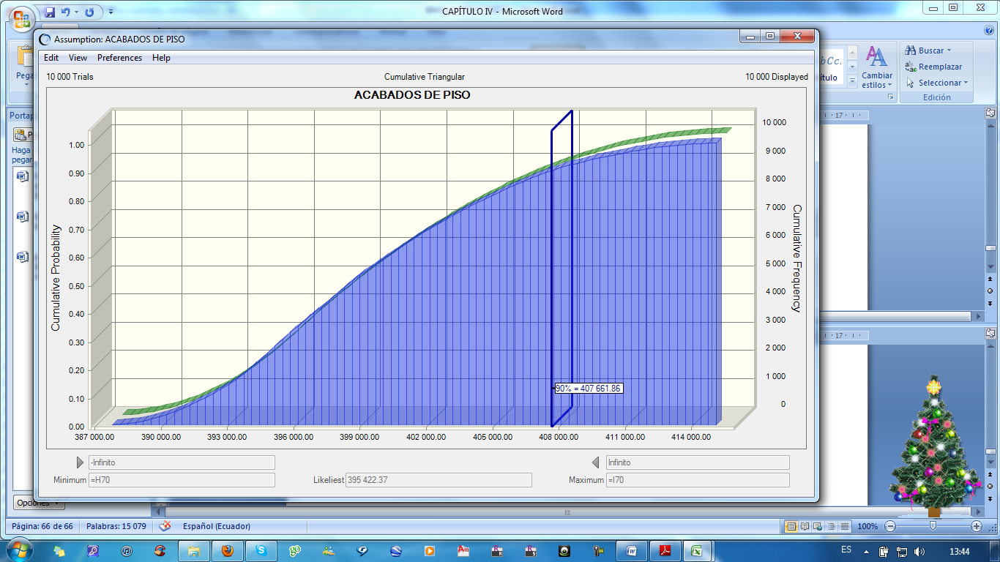 CAPÍTULO IV - Microsoft Word
Assumption: ACABADOS DE PISO
Edit View Preferences Help
10 000 Trials
Cumulative Triangular
10 000 Displayed
ACABADOS DE PISO
Cumulative Probability
1.00
0.90
0.80
0.70
0.60
0.50
0.40
0.30
0.20
0.10
0.00
10 000
9 000
8 000
7 000
6 000
5 000
4 000
3 000
2 000
1 000
0
Cumulative Frequency
90% = 407 661.86
387 000.00 390 000.00 393 000.00 396 000.00 399 000.00 402 000.00 405 000.00 408 000.00 411 000.00 414 000.00
-Infinito
Infinito
Minimum =H70
Likeliest 395 422.37
Maximum =I70
Pega
Portap
P
Haga
pegar
Opciones
Cambiar
estilos
Buscar
Reemplazar
Seleccionar
Edición
17
17
Página: 66 de 66
Palabras: 15 079
Español (Ecuador)
100%
ES
13:44